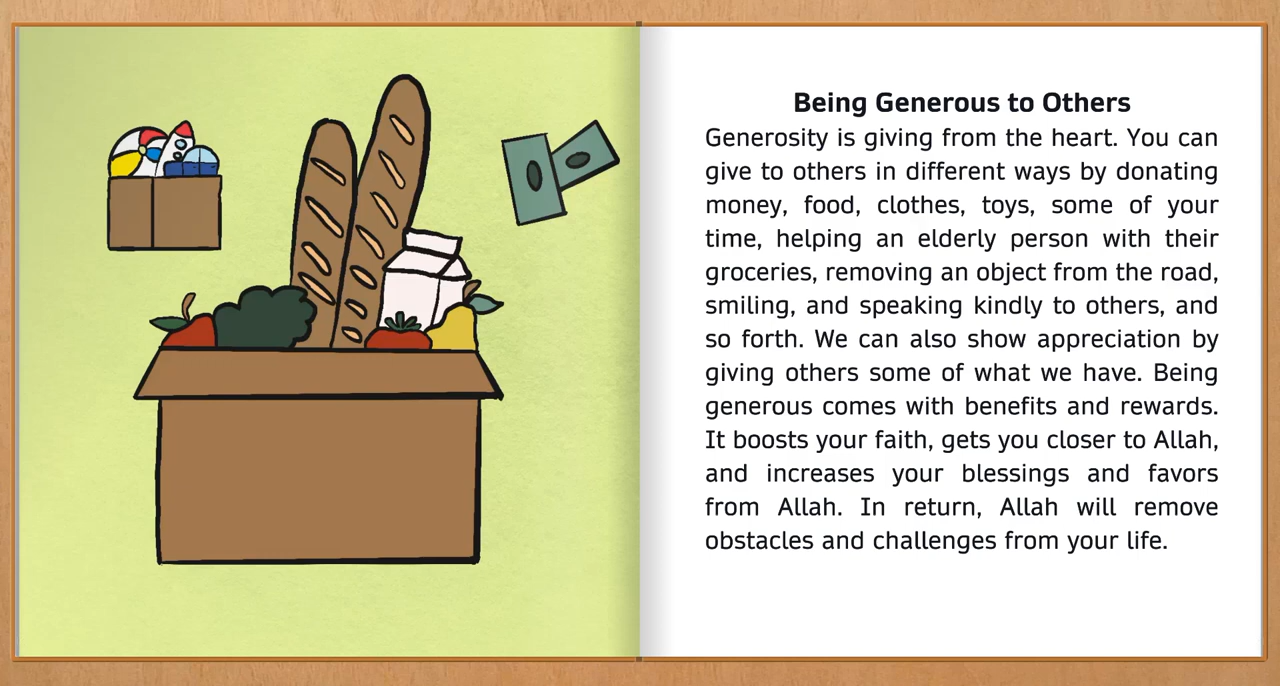 Being Generous to Others
Generosity is giving from the heart. You can
give to others in different ways by donating
money, food, clothes, toys, some of your
time, helping an elderly person with their
groceries, removing an object from the road,
smiling, and speaking kindly to others, and
so forth. We can also show appreciation by
giving others some of what we have. Being
generous comes with benefits and rewards.
It boosts your faith, gets you closer to Allah,
and increases your blessings and favors
from Allah. In return, Allah will remove
obstacles and challenges from your life.